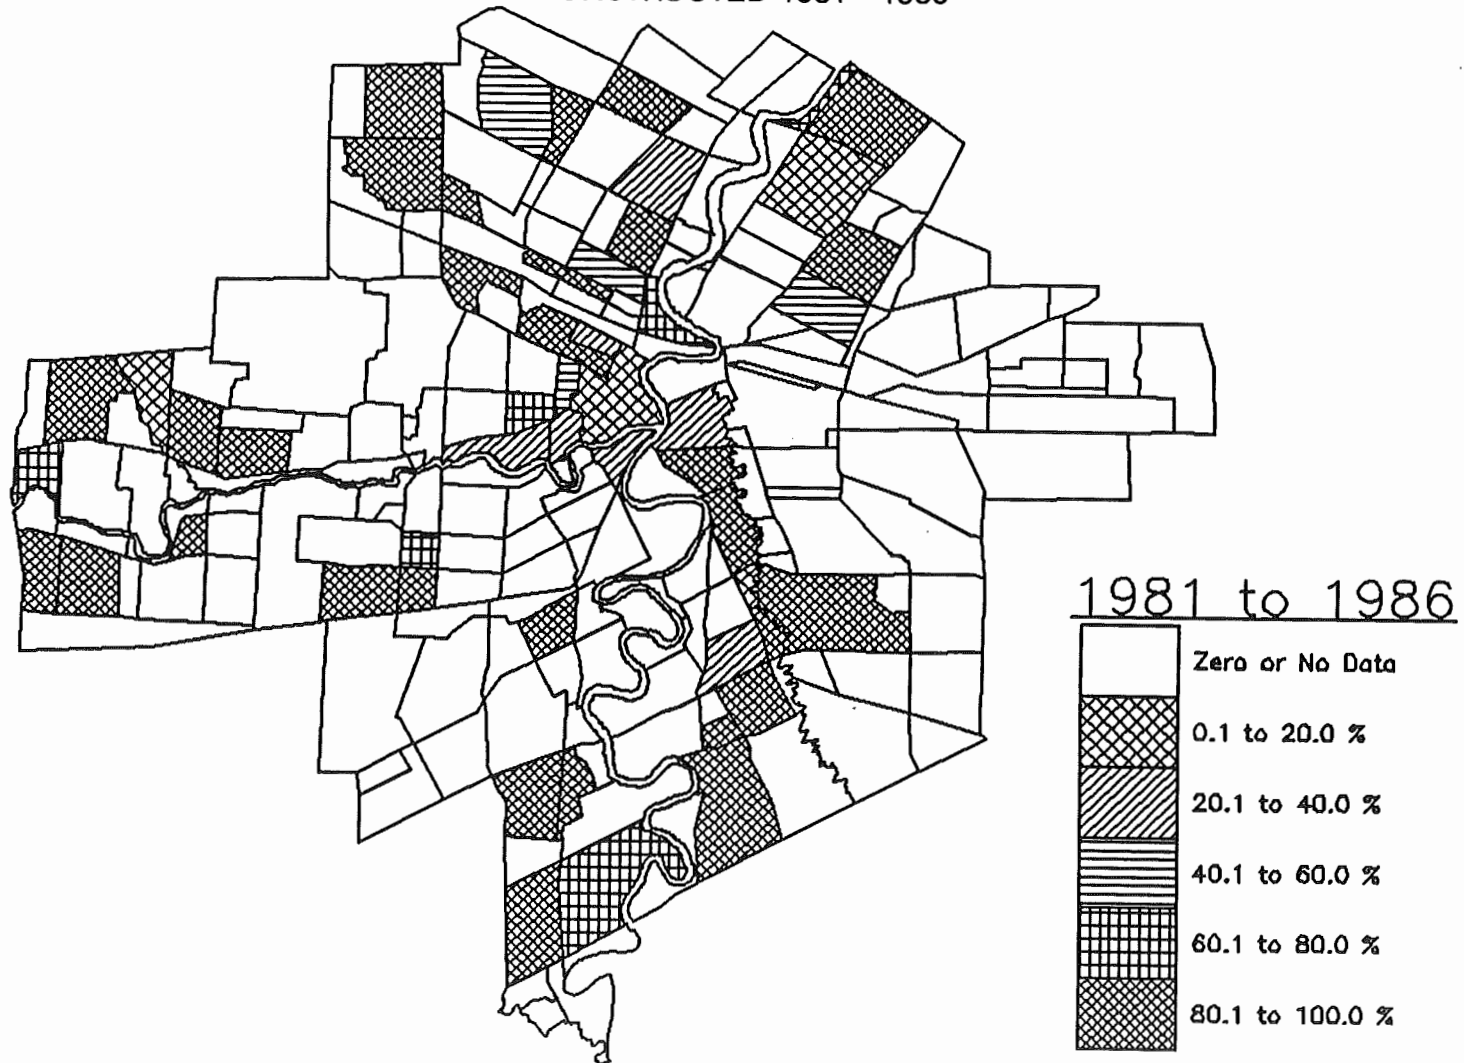 1981 to 1986
Zero or No Data
0.1 to 20.0 %
20.1 to 40.0 %
40.1 to 60.0 %
60.1 to 80.0 %
80.1 to 100.0 %